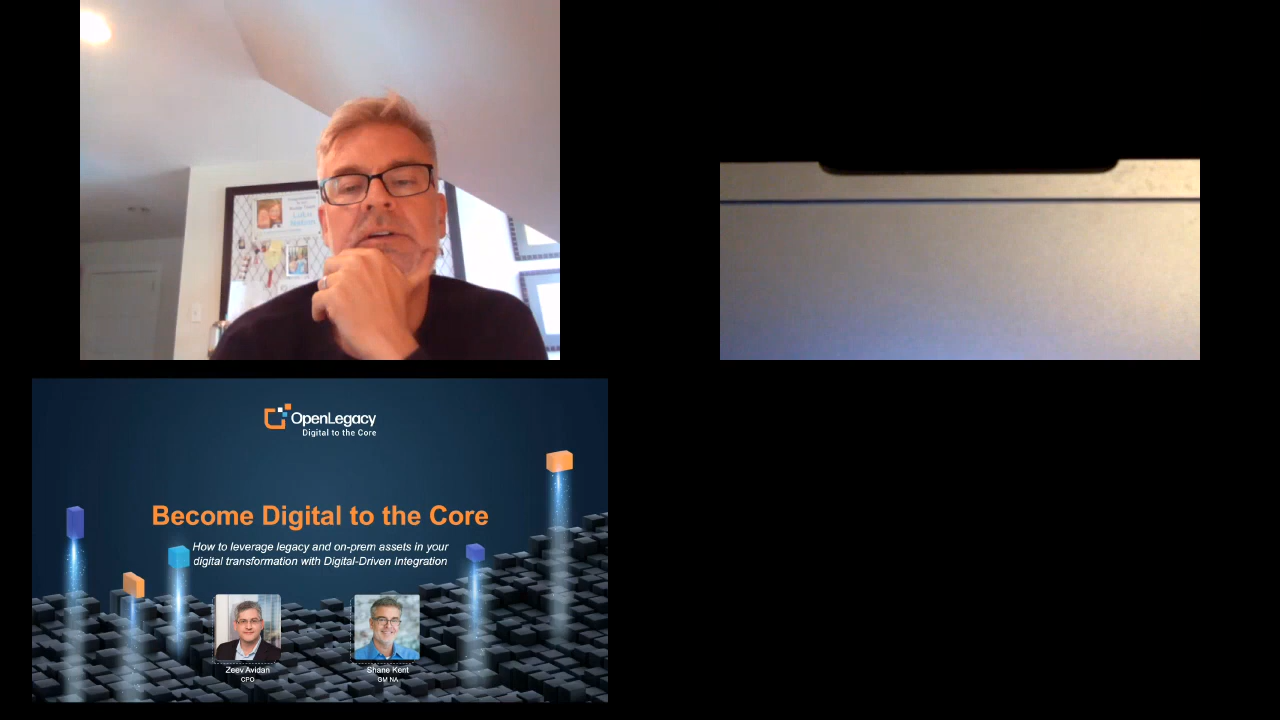 OpenLegacy
Digital to the Core
Become Digital to the Core
How to leverage legacy and on-prem assets in your
digital transformation with Digital-Driven Integration
Zeev Avidan
CPO
Shane Kent
GM NA